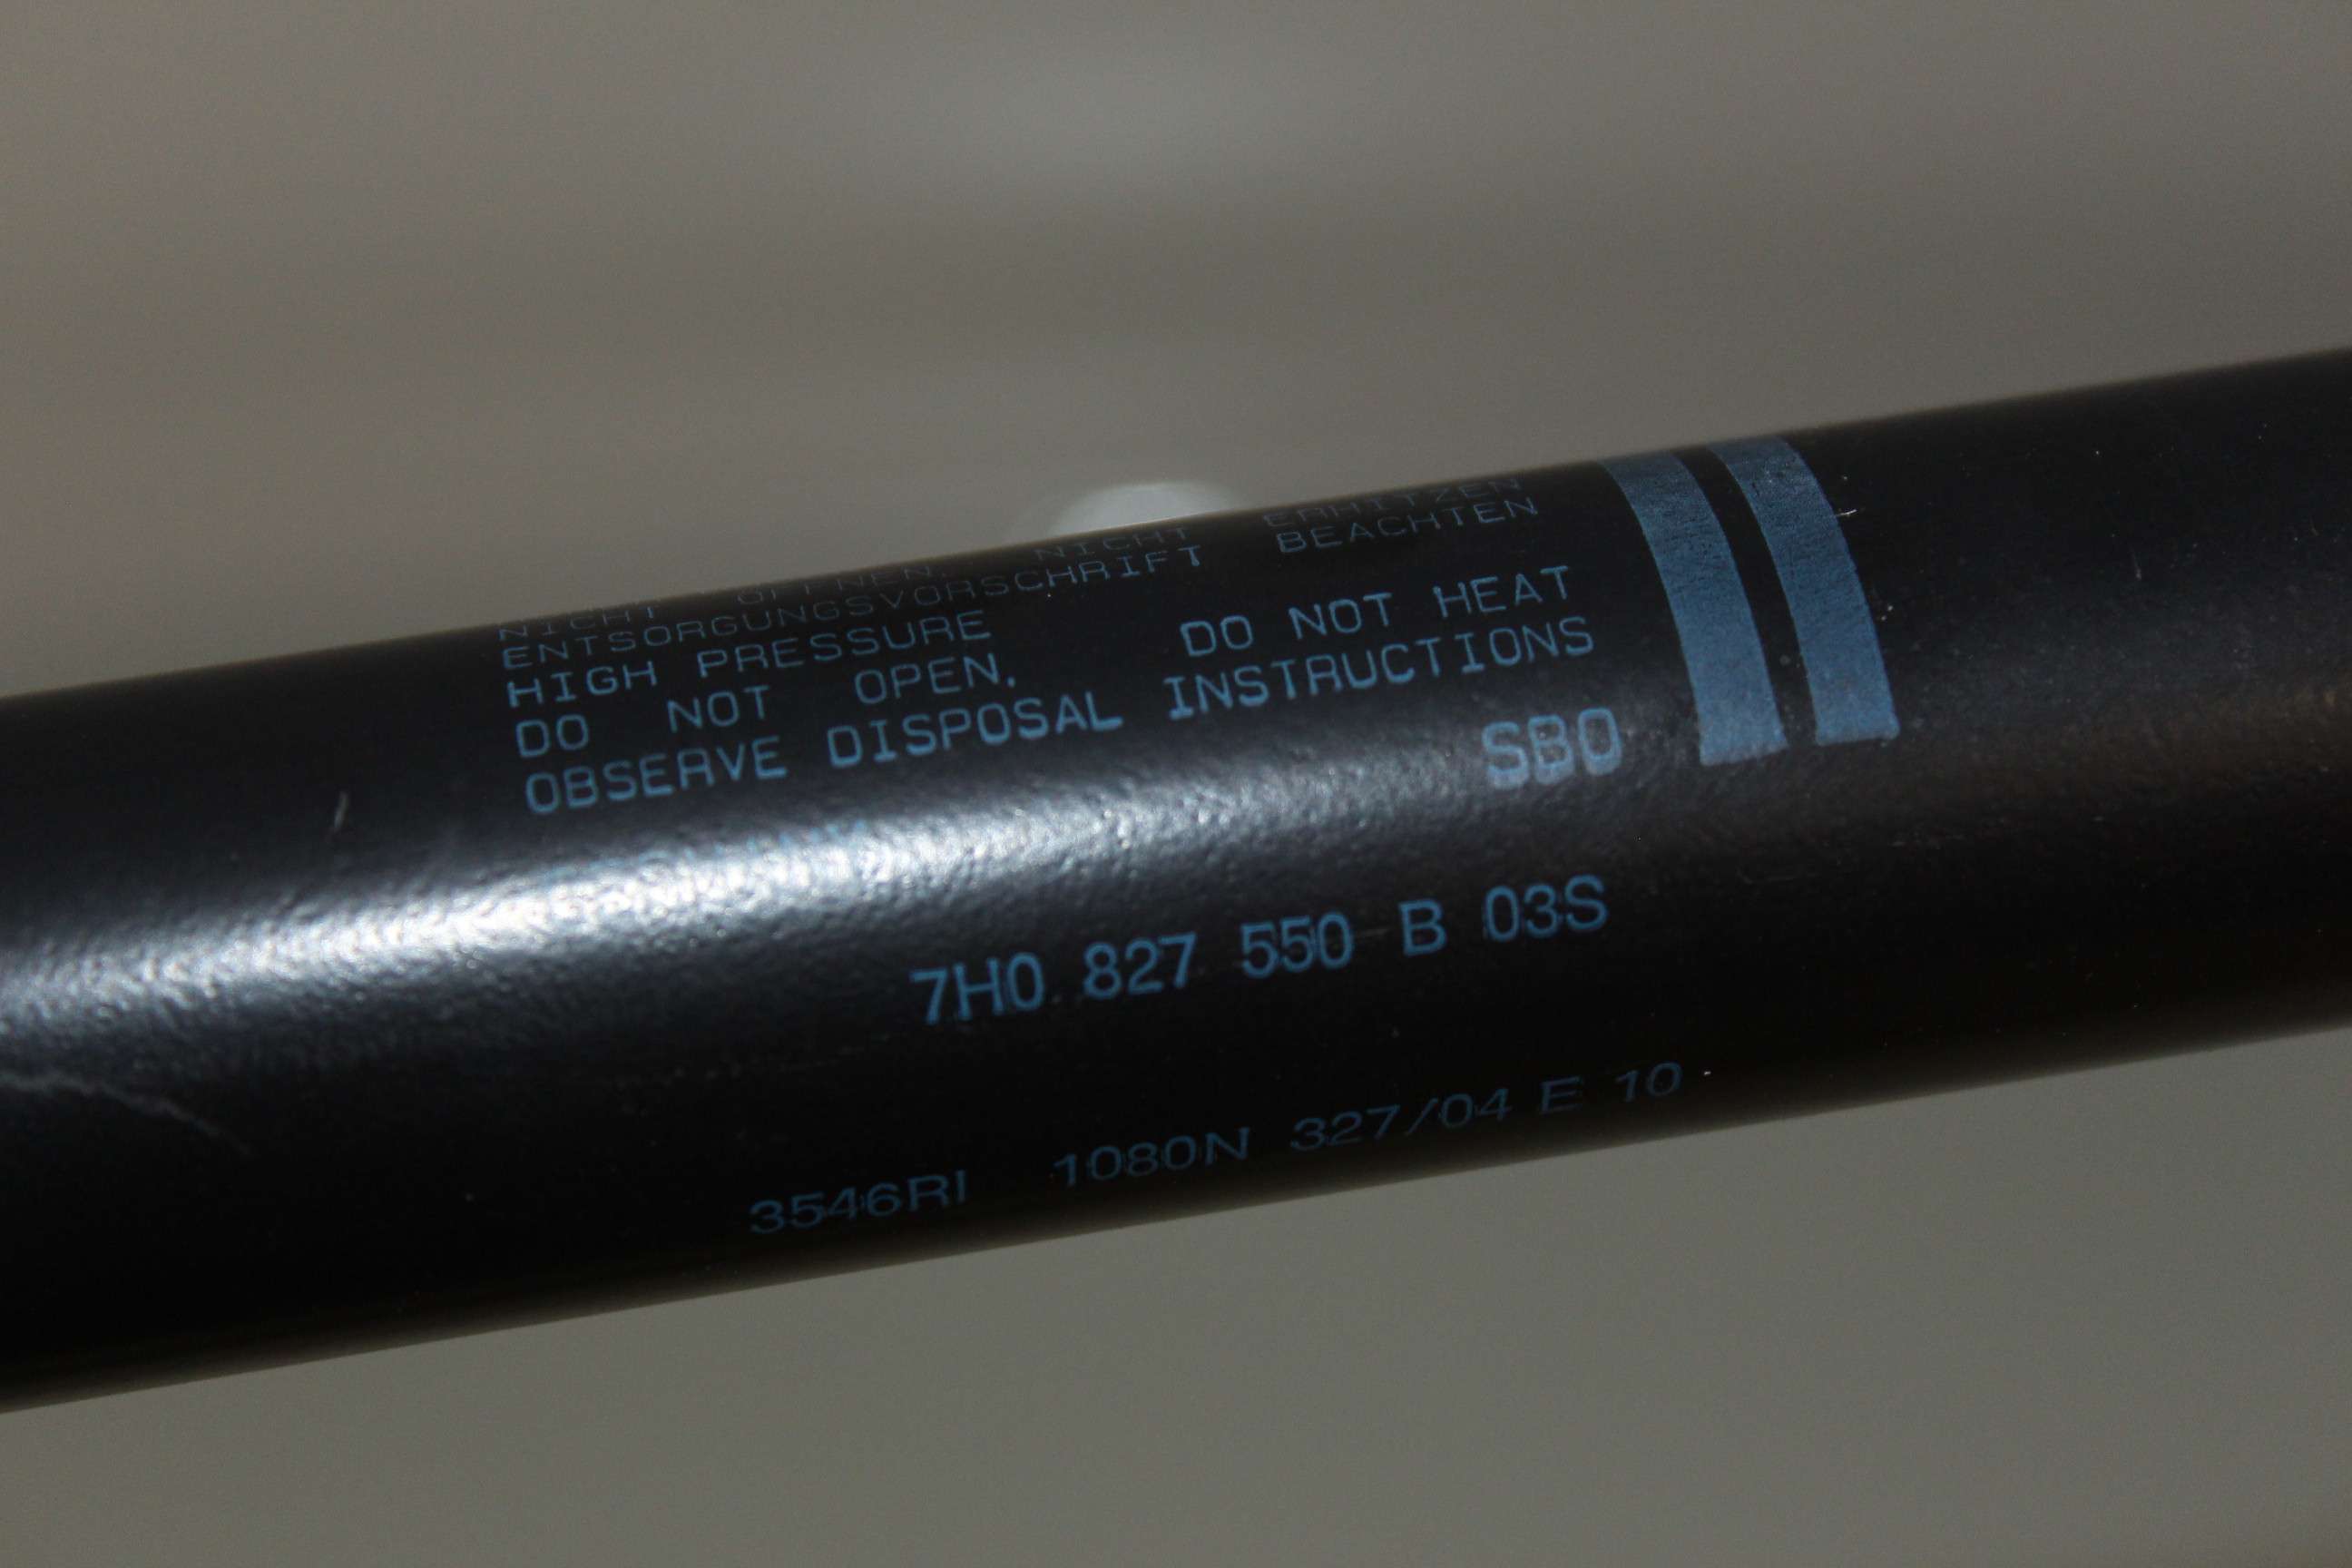 NICHT ÖFFNEN. NICHT ERHITZEN
ENTSORGUNGSVORSCHRIFT BEACHTEN
HIGH PRESSURE
DO NOT OPEN. DO NOT HEAT
OBSERVE DISPOSAL INSTRUCTIONS
SB0
7H0 827 550 B 03S
3546RI 1080N 327/04 E 10